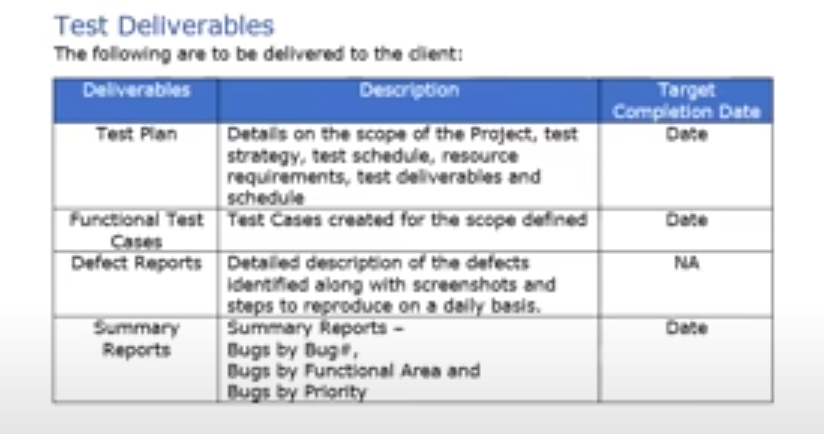 Test Deliverables
The following are to be delivered to the client:
Deliverables Description Target
Completion Date
Test Plan Details on the scope of the Project, test Date
strategy, test schedule, resource
requirements, test deliverables and
schedule
Functional Test Test Cases created for the scope defined Date
Cases
Defect Reports Detailed description of the defects NA
identified along with screenshots and
steps to reproduce on a daily basis.
Summary Summary Reports – Date
Reports Bugs by Bug#,
Bugs by Functional Area and
Bugs by Priority